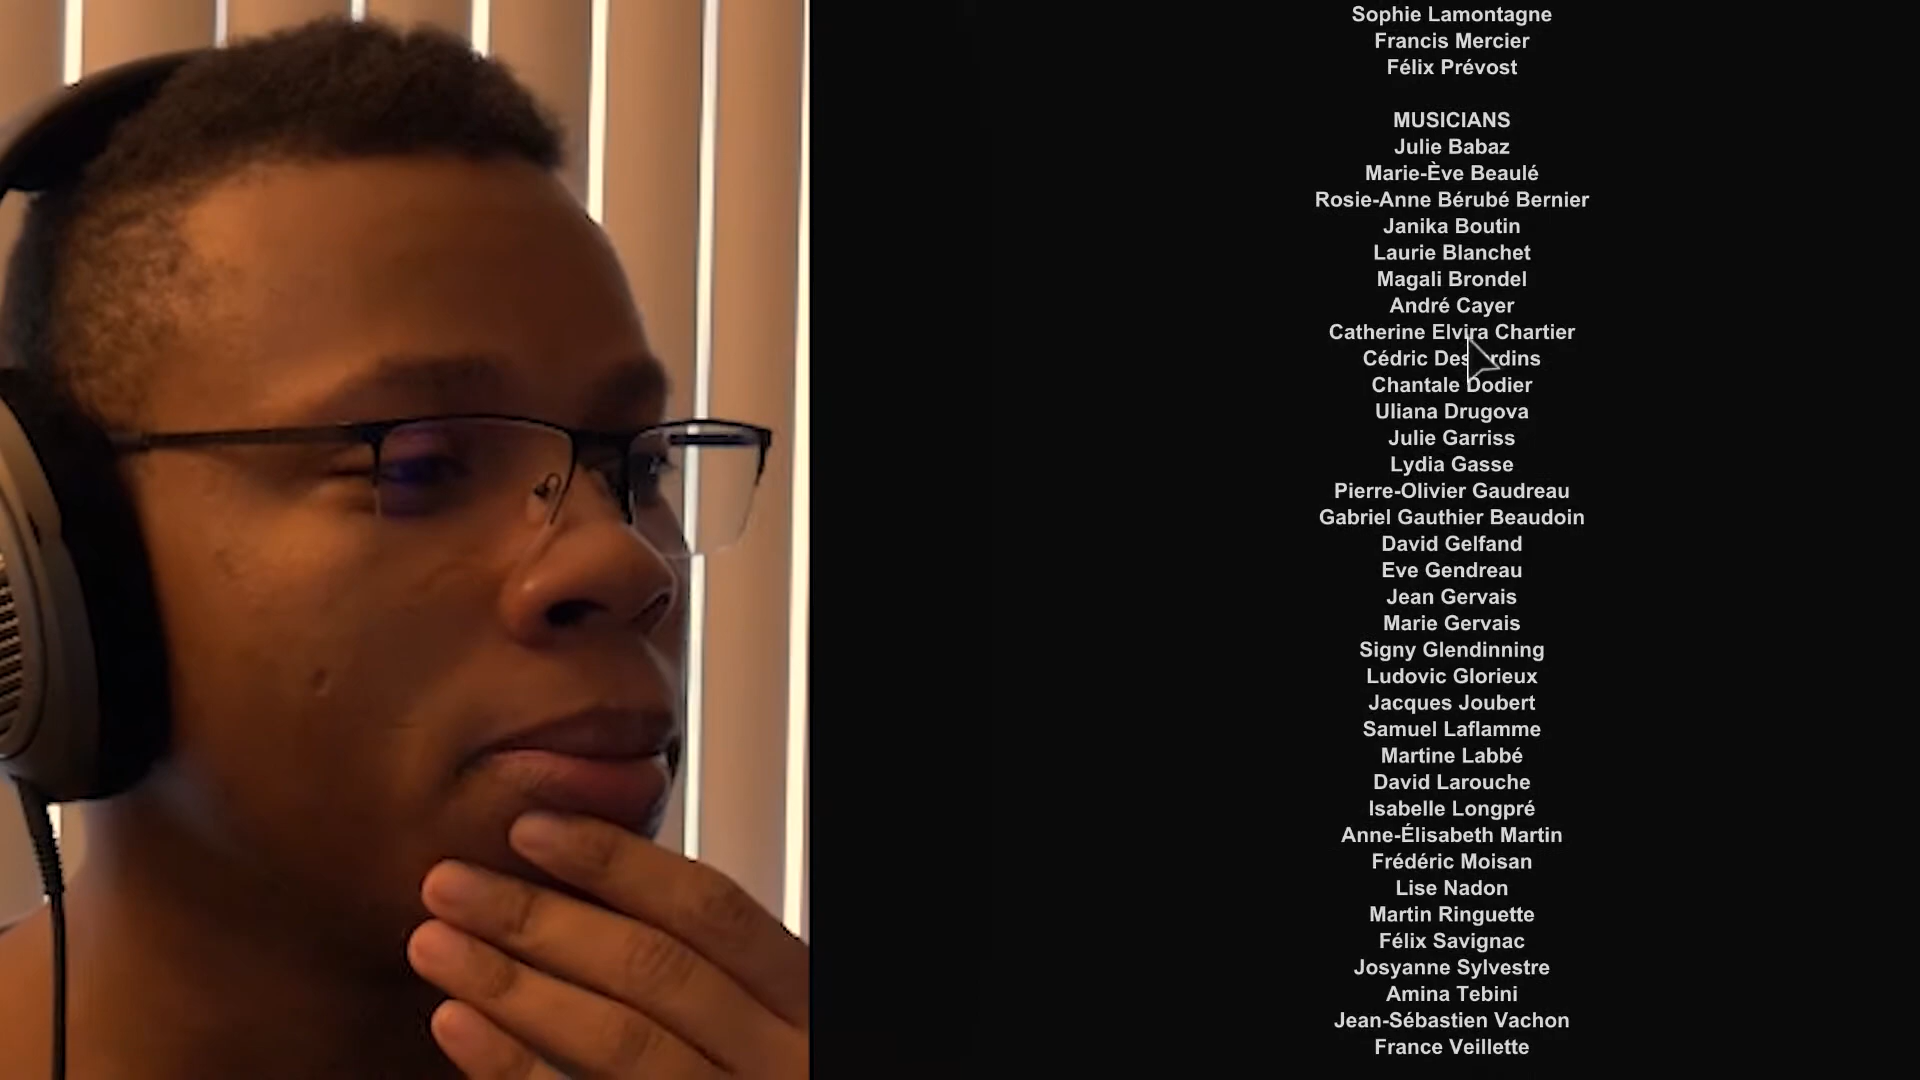 Sophie Lamontagne
Francis Mercier
Félix Prévost
MUSICIANS
Julie Babaz
Marie-Ève Beaulé
Rosie-Anne Bérubé Bernier
Janika Boutin
Laurie Blanchet
Magali Brondel
André Cayer
Catherine Elvira Chartier
Cédric Desjardins
Chantale Dodier
Uliana Drugova
Julie Garriss
Lydia Gasse
Pierre-Olivier Gaudreau
Gabriel Gauthier Beaudoin
David Gelfand
Eve Gendreau
Jean Gervais
Marie Gervais
Signy Glendinning
Ludovic Glorieux
Jacques Joubert
Samuel Laflamme
Martine Labbé
David Larouche
Isabelle Longpré
Anne-Élisabeth Martin
Frédéric Moisan
Lise Nadon
Martin Ringuette
Félix Savignac
Josyanne Sylvestre
Amina Tebini
Jean-Sébastien Vachon
France Veillette